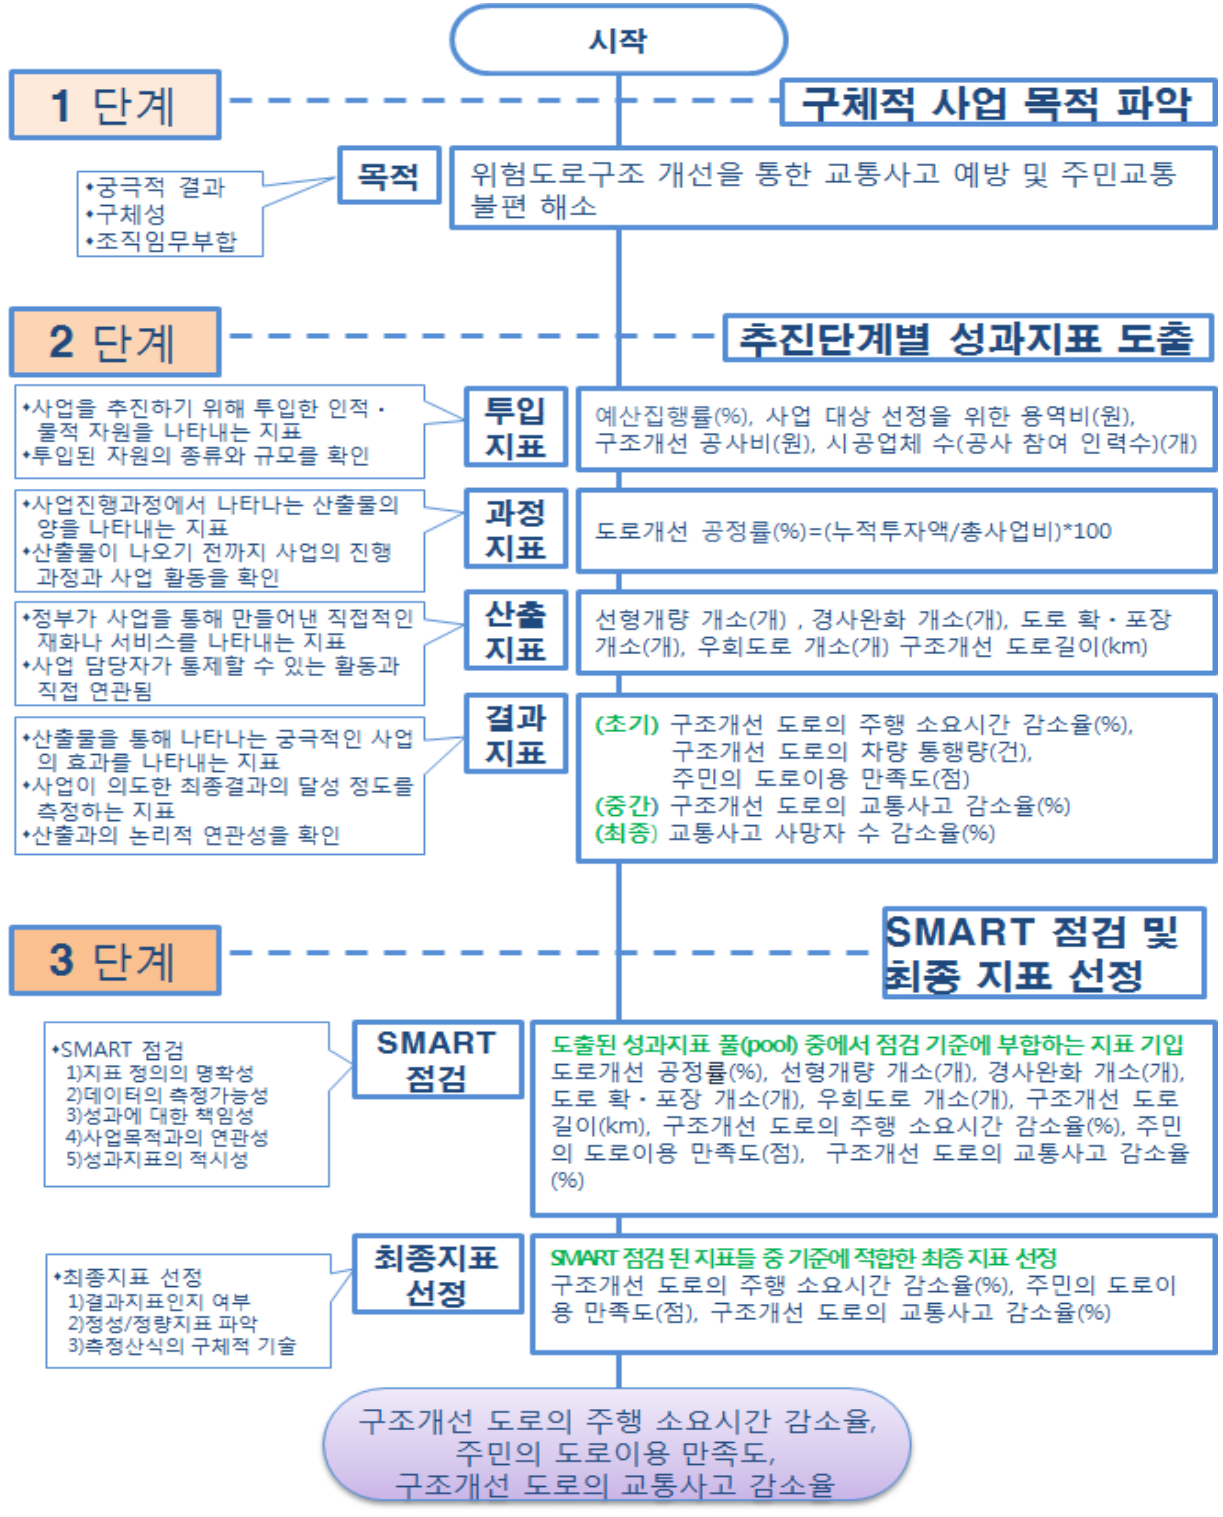 시작
1 단계
구체적 사업 목적 파악
목적
위험도로구조 개선을 통한 교통사고 예방 및 주민교통
불편 해소
•궁극적 결과
•구체성
•조직임무부합
2 단계
추진단계별 성과지표 도출
•사업을 추진하기 위해 투입한 인적・
물적 자원을 나타내는 지표
•투입된 자원의 종류와 규모를 확인
투입
지표
예산집행률(%), 사업 대상 선정을 위한 용역비(원),
구조개선 공사비(원), 시공업체 수(공사 참여 인력수)(개)
•사업진행과정에서 나타나는 산출물의
양을 나타내는 지표
•산출물이 나오기 전까지 사업의 진행
과정과 사업 활동을 확인
과정
지표
도로개선 공정률(%)=(누적투자액/총사업비)*100
•정부가 사업을 통해 만들어낸 직접적인
재화나 서비스를 나타내는 지표
•사업 담당자가 통제할 수 있는 활동과
직접 연관됨
산출
지표
선형개량 개소(개) , 경사완화 개소(개), 도로 확・포장
개소(개), 우회도로 개소(개) 구조개선 도로길이(km)
•산출물을 통해 나타나는 궁극적인 사업
의 효과를 나타내는 지표
•사업이 의도한 최종결과의 달성 정도를
측정하는 지표
•산출과의 논리적 연관성을 확인
결과
지표
(초기) 구조개선 도로의 주행 소요시간 감소율(%),
구조개선 도로의 차량 통행량(건),
주민의 도로이용 만족도(점)
(중간) 구조개선 도로의 교통사고 감소율(%)
(최종) 교통사고 사망자 수 감소율(%)
3 단계
SMART 점검 및
최종 지표 선정
•SMART 점검
1)지표 정의의 명확성
2)데이터의 측정가능성
3)성과에 대한 책임성
4)사업목적과의 연관성
5)성과지표의 적시성
SMART
점검
도출된 성과지표 풀(pool) 중에서 점검 기준에 부합하는 지표 기입
도로개선 공정률(%), 선형개량 개소(개), 경사완화 개소(개),
도로 확・포장 개소(개), 우회도로 개소(개), 구조개선 도로
길이(km), 구조개선 도로의 주행 소요시간 감소율(%), 주민
의 도로이용 만족도(점), 구조개선 도로의 교통사고 감소율
(%)
•최종지표 선정
1)결과지표인지 여부
2)정성/정량지표 파악
3)측정산식의 구체적 기술
최종지표
선정
SMART 점검 된 지표들 중 기준에 적합한 최종 지표 선정
구조개선 도로의 주행 소요시간 감소율(%), 주민의 도로이
용 만족도(점), 구조개선 도로의 교통사고 감소율(%)
구조개선 도로의 주행 소요시간 감소율,
주민의 도로이용 만족도,
구조개선 도로의 교통사고 감소율